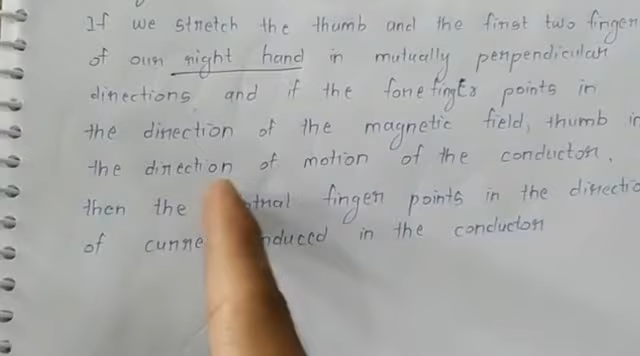 If we stretch the thumb and the first two finger
of our right hand in mutually perpendicular
directions and if the forefinger points in
the direction of the magnetic field, thumb in
the direction of motion of the conductor,
then the finger points in the directio
of induced in the conductor